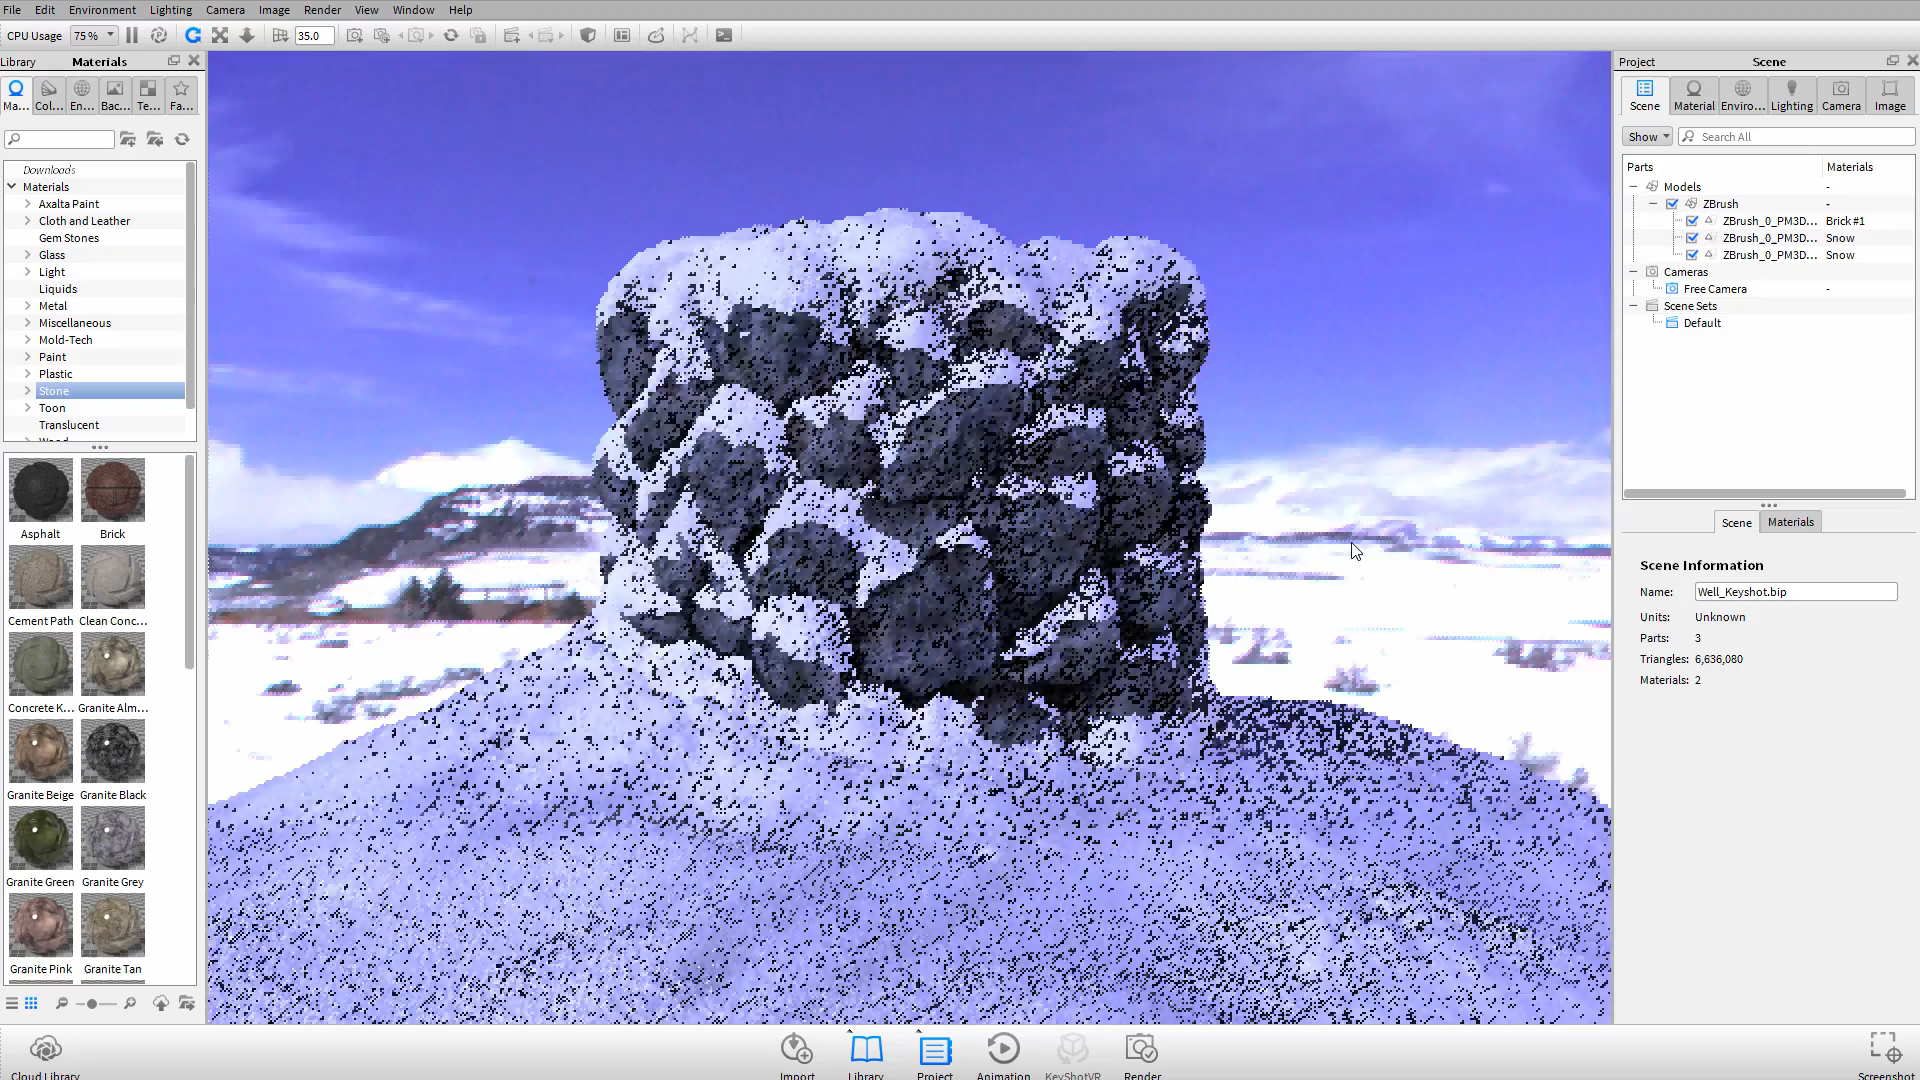 File Edit Environment Lighting Camera Image Render View Window Help
CPU Usage 75 % 35.0
Library Materials
Ma... Col... En... Bac... Te... Fa...
Downloads
Materials
Axalta Paint
Cloth and Leather
Gem Stones
Glass
Light
Liquids
Metal
Miscellaneous
Mold-Tech
Paint
Plastic
Stone
Toon
Translucent
Wood
Asphalt Brick
Cement Path Clean Conc...
Concrete K... Granite Alm...
Granite Beige Granite Black
Granite Green Granite Grey
Granite Pink Granite Tan
Project Scene
Scene Material Enviro... Lighting Camera Image
Show Search All
Parts Materials
Models -
ZBrush -
ZBrush_0_PM3D... Brick #1
ZBrush_0_PM3D... Snow
ZBrush_0_PM3D... Snow
Cameras
Free Camera -
Scene Sets
Default
Scene Materials
Scene Information
Name: Well_Keyshot.bip
Units: Unknown
Parts: 3
Triangles: 6,636,080
Materials: 2
Cloud Library Import Library Project Animation KeyShotVR Render Screenshot